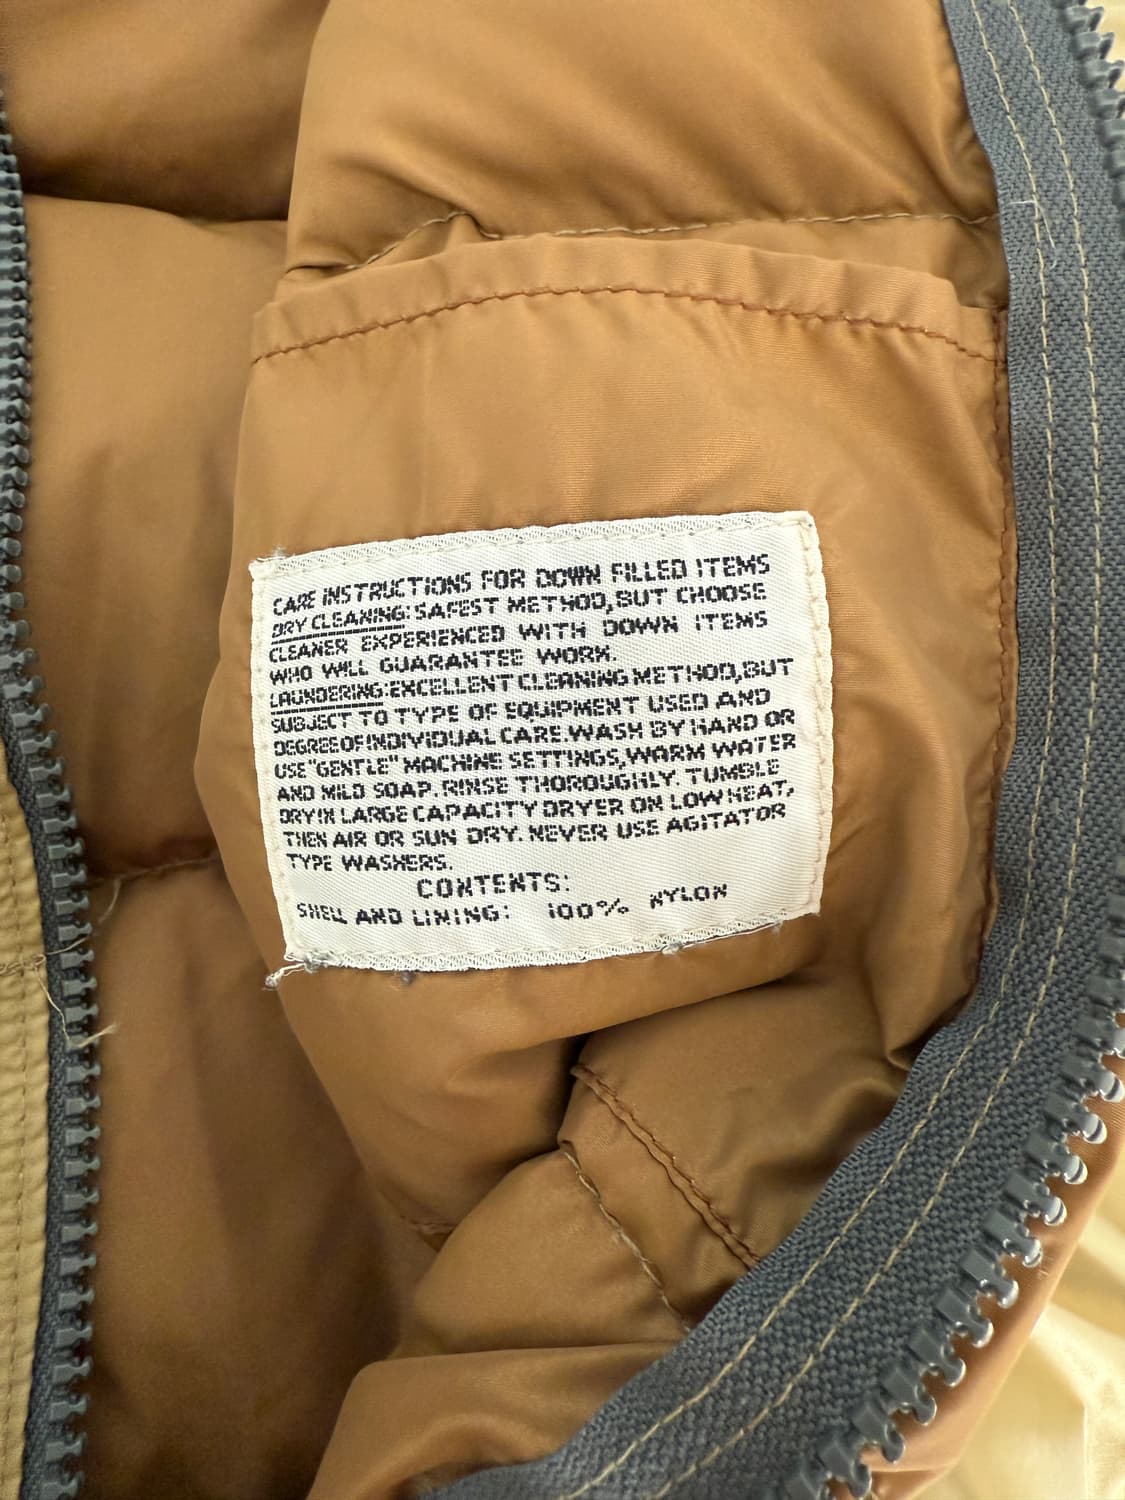 CARE INSTRUCTIONS FOR DOWN FILLED ITEMS
DRY CLEANING: SAFEST METHOD, BUT CHOOSE
CLEANER EXPERIENCED WITH DOWN ITEMS
WHO WILL GUARANTEE WORK.
LAUNDERING: EXCELLENT CLEANING METHOD, BUT
SUBJECT TO TYPE OF EQUIPMENT USED AND
DEGREE OF INDIVIDUAL CARE. WASH BY HAND OR
USE "GENTLE" MACHINE SETTINGS, WARM WATER
AND MILD SOAP. RINSE THOROUGHLY. TUMBLE
DRY IN LARGE CAPACITY DRYER ON LOW HEAT,
THEN AIR OR SUN DRY. NEVER USE AGITATOR
TYPE WASHERS.
CONTENTS:
SHELL AND LINING: 100% NYLON